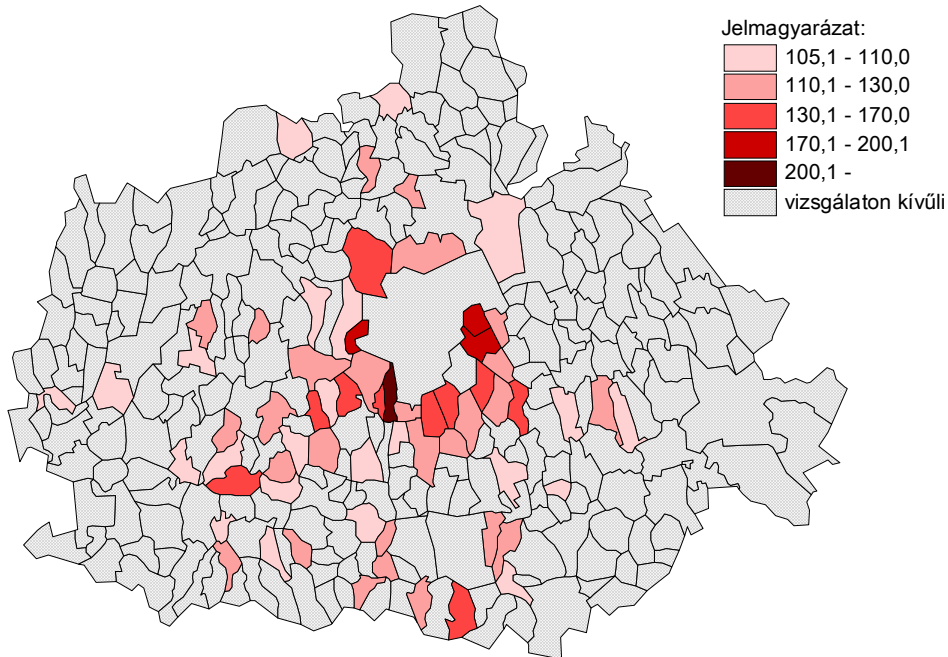 Jelmagyarázat:
105,1 - 110,0
110,1 - 130,0
130,1 - 170,0
170,1 - 200,1
200,1 -
vizsgálaton kívűli